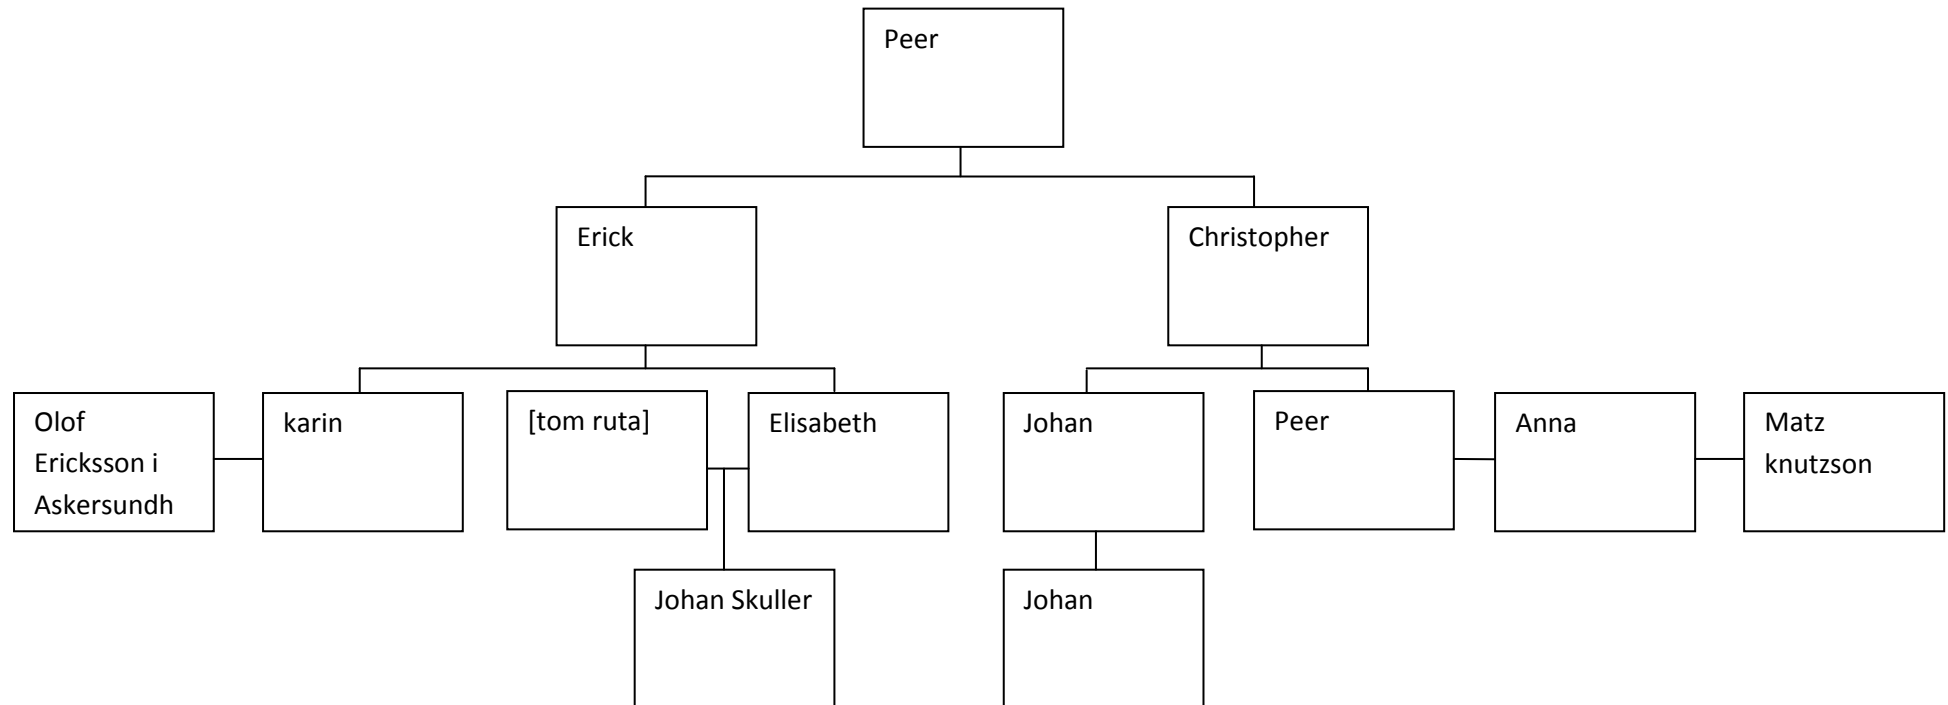 Peer
Erick
Christopher
Olof
Ericksson i
Askersundh
karin
[tom ruta]
Elisabeth
Johan
Peer
Anna
Matz
knutzson
Johan Skuller
Johan